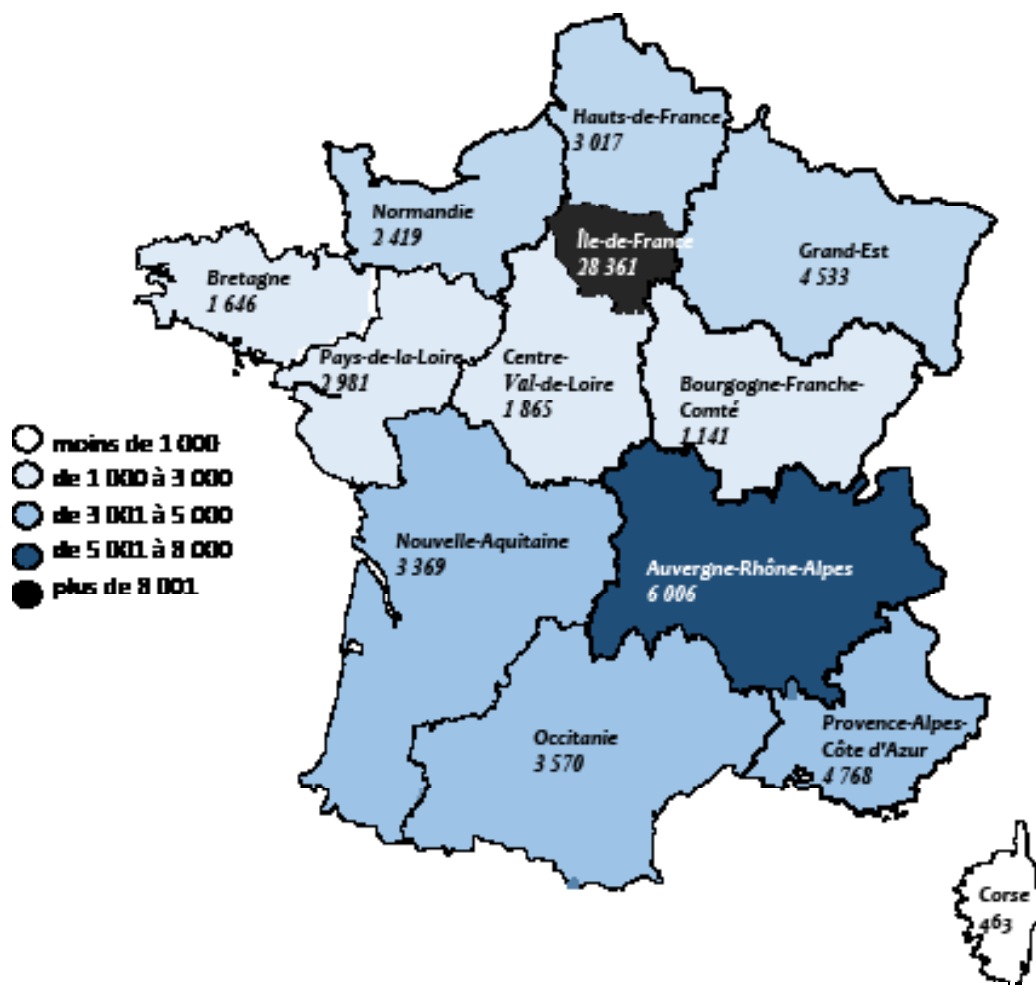 Hauts-de-France
3 017
Normandie
2 419
Île-de-France
28 361
Grand-Est
4 533
Bretagne
1 646
Pays-de-la-Loire
2 981
Centre-
Val-de-Loire
1 865
Bourgogne-Franche-
Comté
1 141
moins de 1 000
de 1 000 à 3 000
de 3 001 à 5 000
de 5 001 à 8 000
plus de 8 001
Nouvelle-Aquitaine
3 369
Auvergne-Rhône-Alpes
6 006
Occitanie
3 570
Provence-Alpes-
Côte d'Azur
4 768
Corse
463